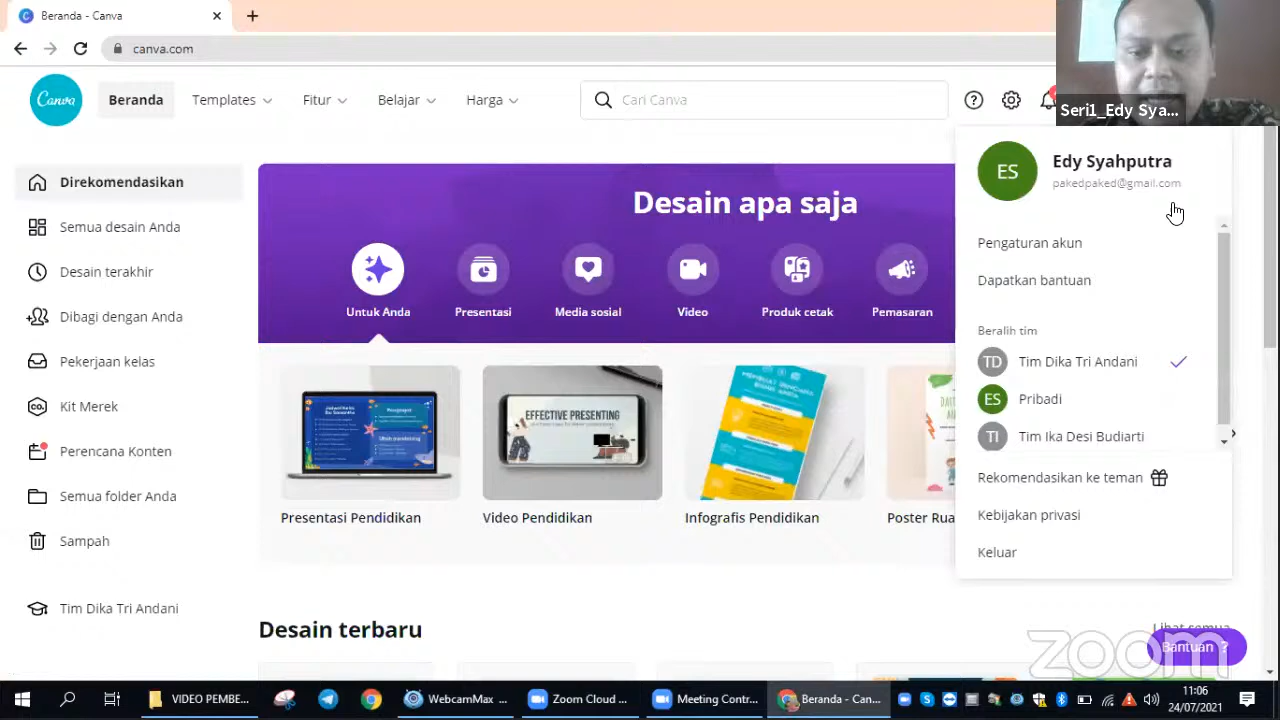 Beranda - Canva
canva.com
Canva
Beranda
Templates
Fitur
Belajar
Harga
Cari Canva
Seri1_Edy Sya...
ES
Edy Syahputra
pakedpaked@gmail.com
Pengaturan akun
Dapatkan bantuan
Beralih tim
TD Tim Dika Tri Andani
ES Pribadi
TI Tim Ika Desi Budiarti
Rekomendasikan ke teman
Kebijakan privasi
Keluar
Direkomendasikan
Semua desain Anda
Desain terakhir
Dibagi dengan Anda
Pekerjaan kelas
Kit Merek
Perencana Konten
Semua folder Anda
Sampah
Tim Dika Tri Andani
Desain apa saja
Untuk Anda
Presentasi
Media sosial
Video
Produk cetak
Pemasaran
EFFECTIVE PRESENTING
Presentasi Pendidikan
Video Pendidikan
Infografis Pendidikan
Poster Rua
Desain terbaru
Lihat semua
zoom
Bantuan ?
VIDEO PEMBE...
WebcamMax ...
Zoom Cloud ...
Meeting Contr...
Beranda - Can...
11:06
24/07/2021